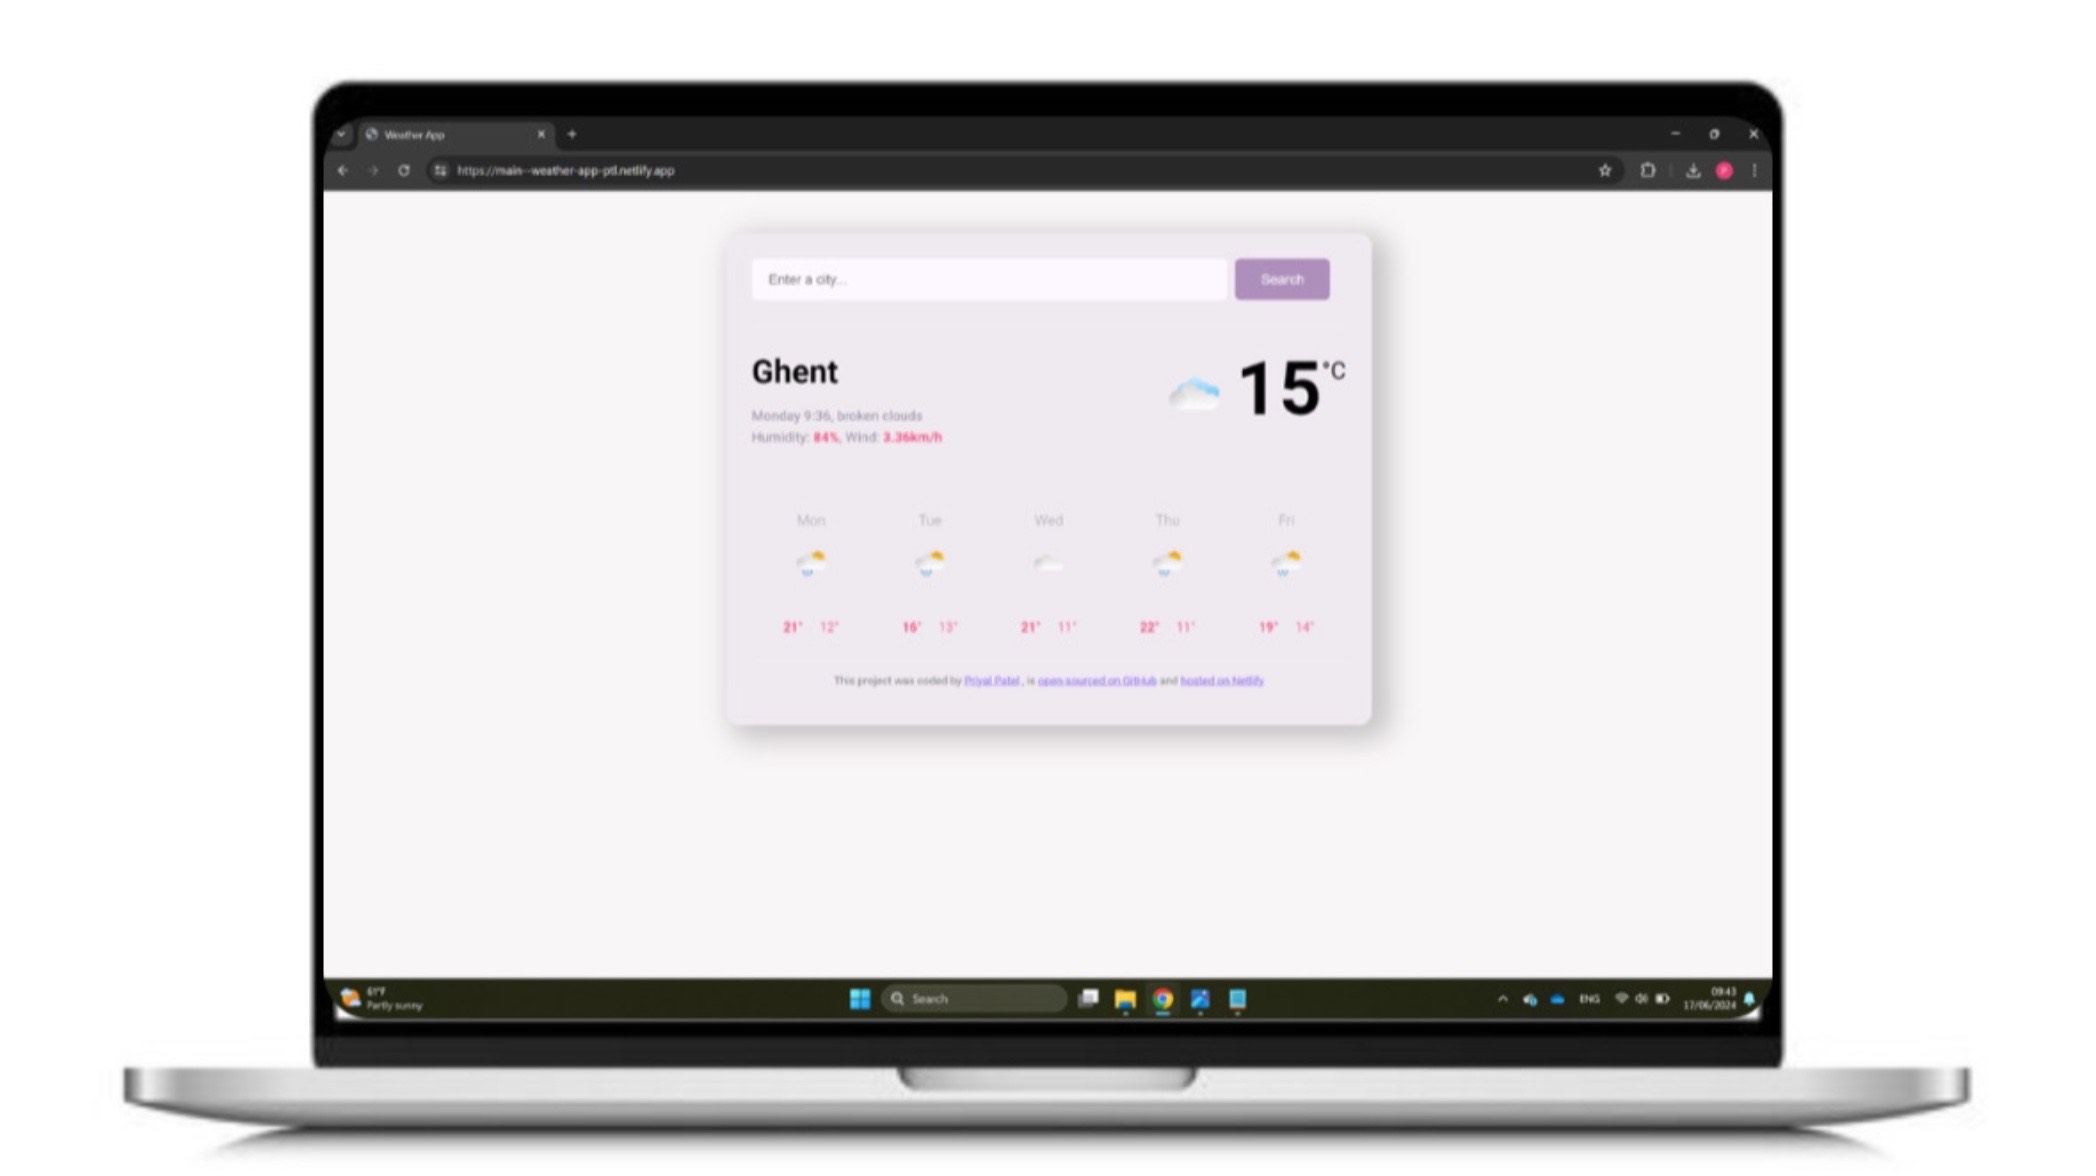 Weather App
https://main--weather-app-ptl.netlify.app
Enter a city...
Search
Ghent
15°C
Monday 9:36, broken clouds
Humidity: 84%, Wind: 3.36km/h
Mon Tue Wed Thu Fri
21° 12° 16° 13° 21° 11° 22° 11° 19° 14°
This project was coded by Priyal Patel , is open-sourced on GitHub and hosted on Netlify
61°F
Partly sunny
Search
ENG
09:43
17/06/2024